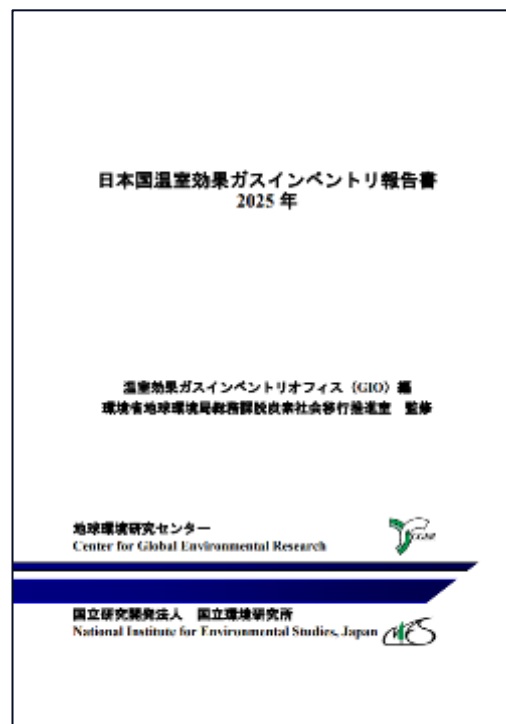 日本国温室効果ガスインベントリ報告書
2025 年
温室効果ガスインベントリオフィス（GIO）編
環境省地球環境局総務課脱炭素社会移行推進室　監修
地球環境研究センター
Center for Global Environmental Research
CGER
国立研究開発法人　国立環境研究所
National Institute for Environmental Studies, Japan
NIES